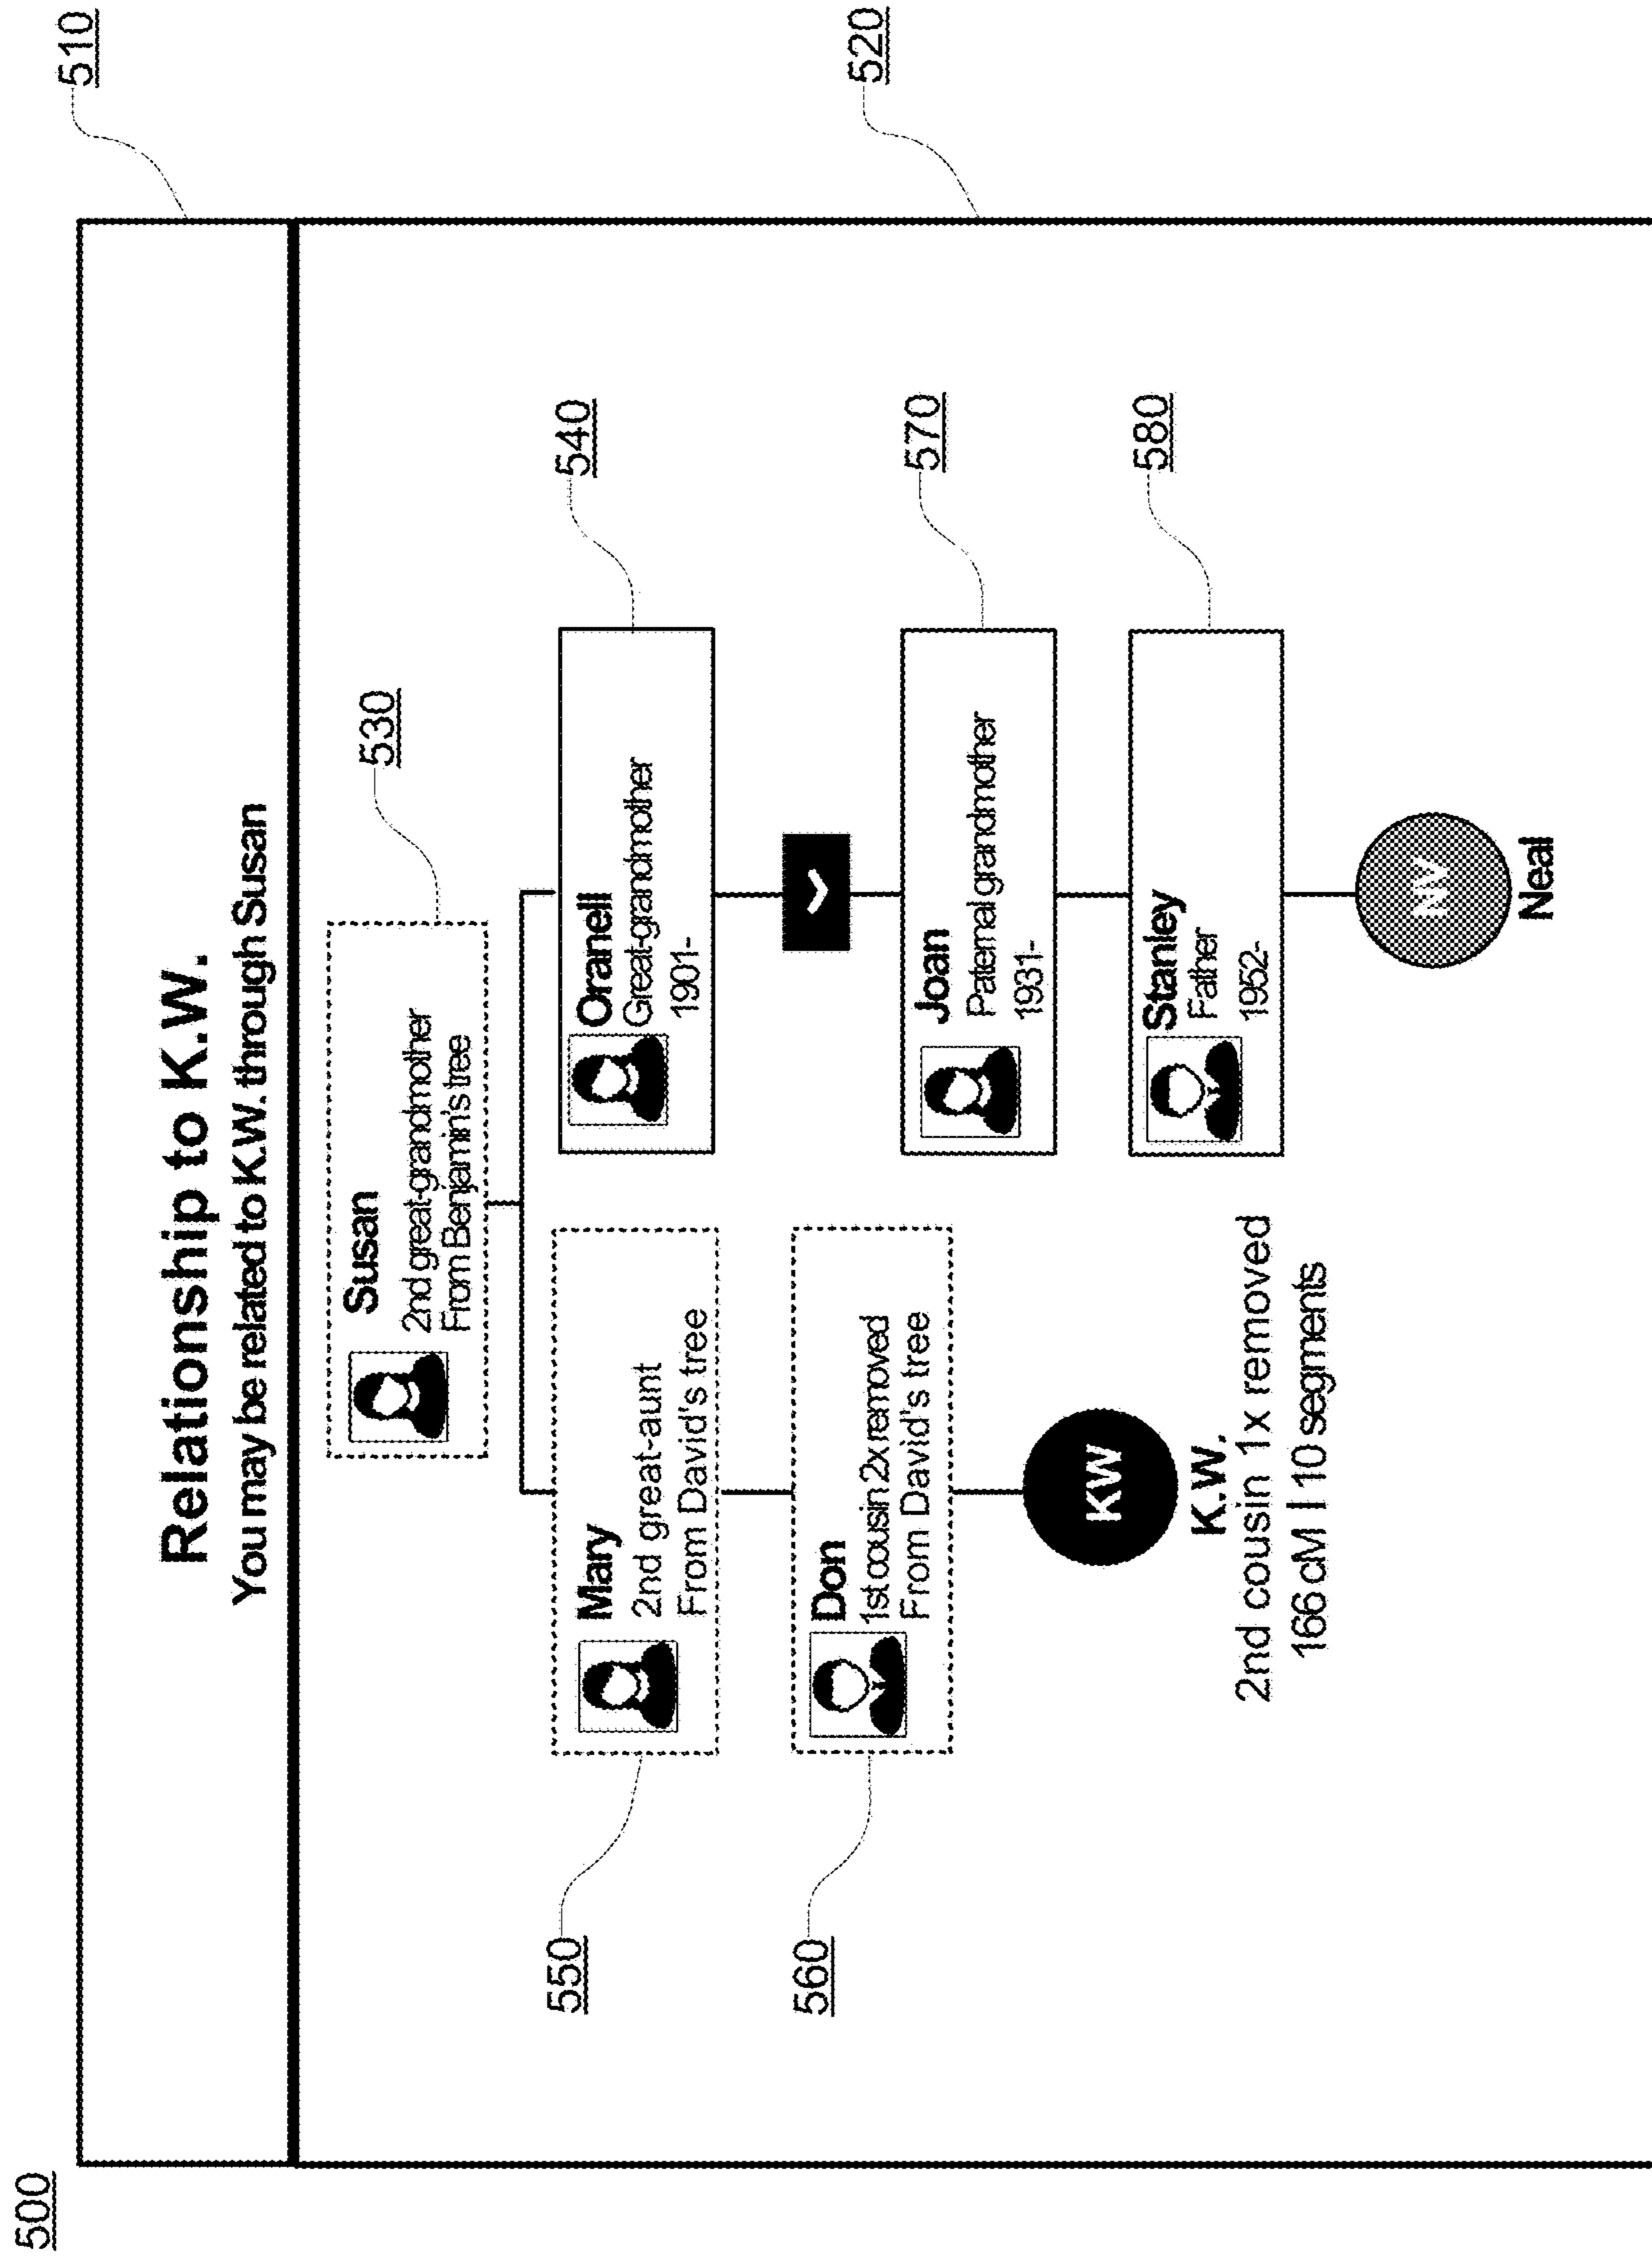 500
510
Relationship to K.W.
You may be related to K.W. through Susan
520
530
Susan
2nd great-grandmother
From Benjamin's tree
550
Mary
2nd great-aunt
From David's tree
540
Oranell
Great-grandmother
1901-
560
Don
1st cousin 2x removed
From David's tree
570
Joan
Paternal grandmother
1931-
KW
K.W.
2nd cousin 1x removed
166 cM | 10 segments
580
Stanley
Father
1952-
NV
Neal